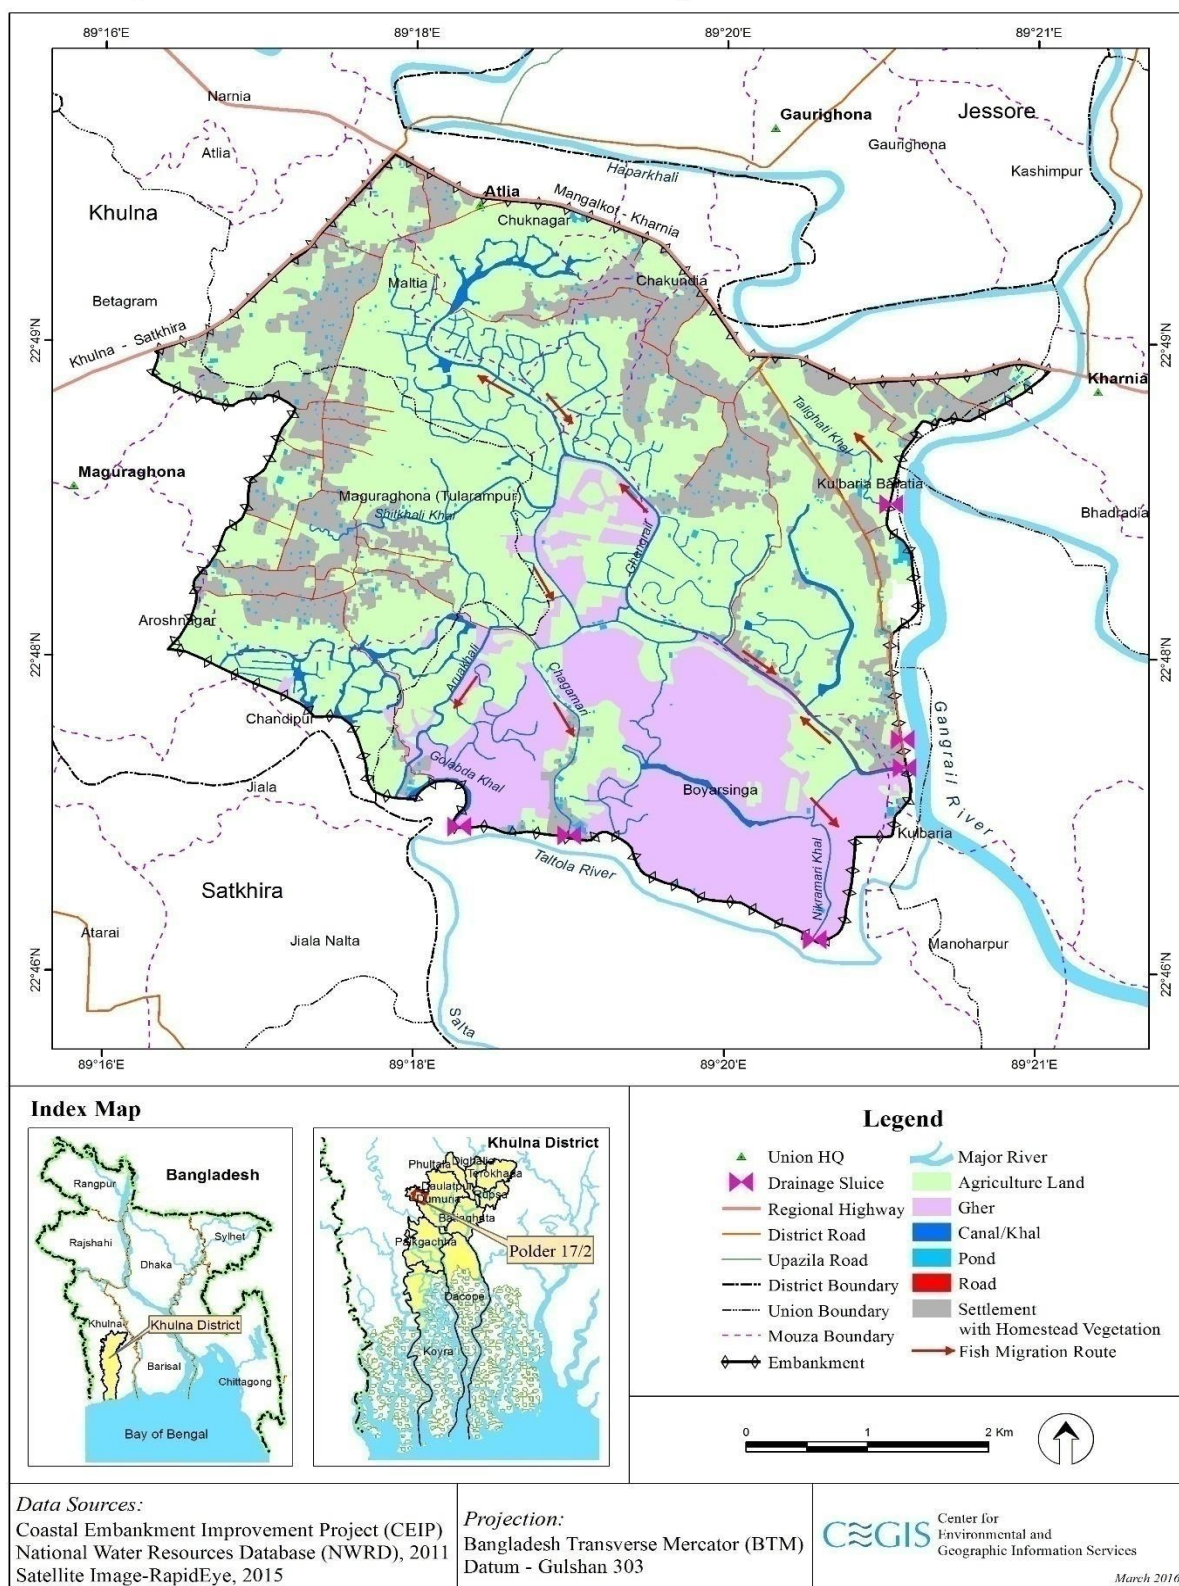 89°16'E
89°18'E
89°20'E
89°21'E
Narnia
Gaurighona
Jessore
Atlia
Gaurighona
Haparkhali
Kashimpur
Khulna
Atlia
Mangalkot - Kharnia
Chuknagar
Maltia
Chakundia
Betagram
22°49'N
22°49'N
Khulna - Satkhira
Kharnia
Talighati Khal
Maguraghona
Kulbaria Baratia
Maguraghona (Tularampur)
Shitkhali Khal
Bhadradia
Ghengrair
Aroshnagar
22°48'N
22°48'N
Aruakhali
Chagamari
Chandipur
Gangrail River
Golabda Khal
Jiala
Boyarsinga
Kulbaria
Taltola River
Nikramari Khal
Satkhira
Atarai
Jiala Nalta
Manoharpur
22°46'N
22°46'N
Salta
89°16'E
89°18'E
89°20'E
89°21'E
Index Map
Bangladesh
Rangpur
Rajshahi
Sylhet
Dhaka
Khulna
Khulna District
Barisal
Chittagong
Bay of Bengal
Khulna District
Phultala
Dighalia
Terokhada
Daulatpur
Rupsa
Dumuria
Batiaghata
Paikgachha
Polder 17/2
Dacope
Koyra
Legend
Union HQ
Drainage Sluice
Regional Highway
District Road
Upazila Road
District Boundary
Union Boundary
Mouza Boundary
Embankment
Major River
Agriculture Land
Gher
Canal/Khal
Pond
Road
Settlement
with Homestead Vegetation
Fish Migration Route
0 1 2 Km
Data Sources:
Coastal Embankment Improvement Project (CEIP)
National Water Resources Database (NWRD), 2011
Satellite Image-RapidEye, 2015
Projection:
Bangladesh Transverse Mercator (BTM)
Datum - Gulshan 303
CEGIS
Center for
Environmental and
Geographic Information Services
March 2016